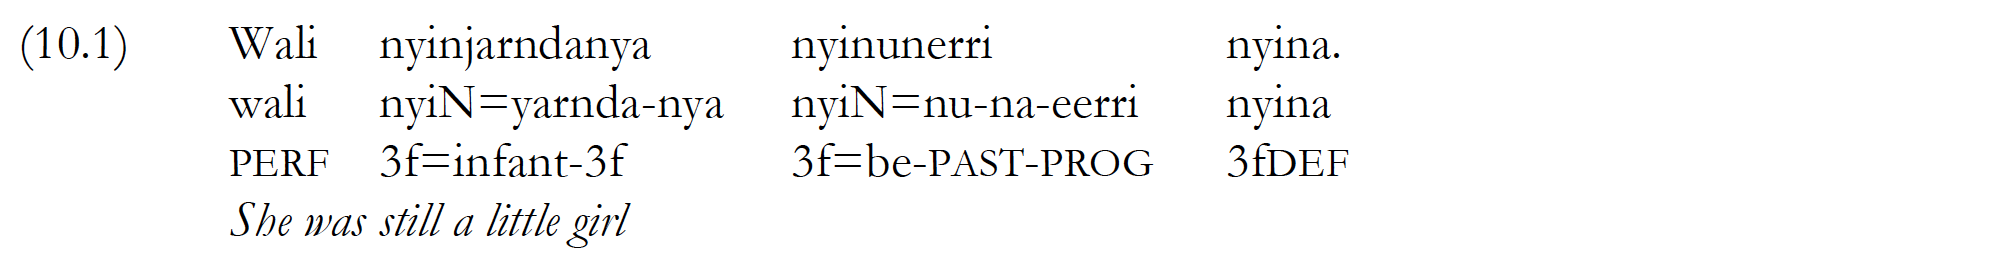 (10.1) Wali nyinjarndanya nyinunerri nyina.
wali nyiN=yarnda-nya nyiN=nu-na-eerri nyina
PERF 3f=infant-3f 3f=be-PAST-PROG 3fDEF
She was still a little girl